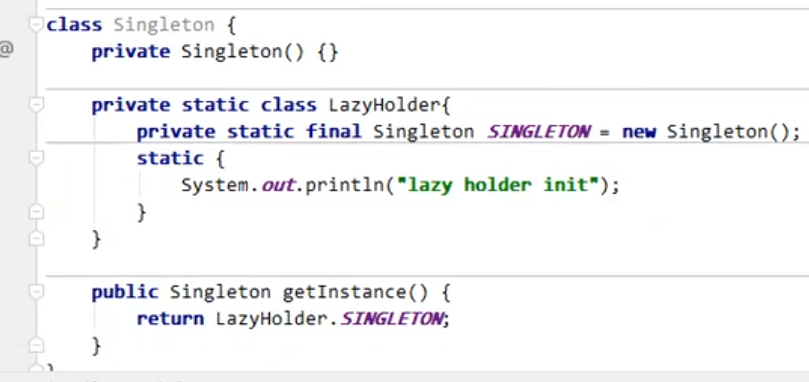 class Singleton {
@
private Singleton() {}
private static class LazyHolder{
private static final Singleton SINGLETON = new Singleton();
static {
System.out.println("lazy holder init");
}
}
public Singleton getInstance() {
return LazyHolder.SINGLETON;
}
}